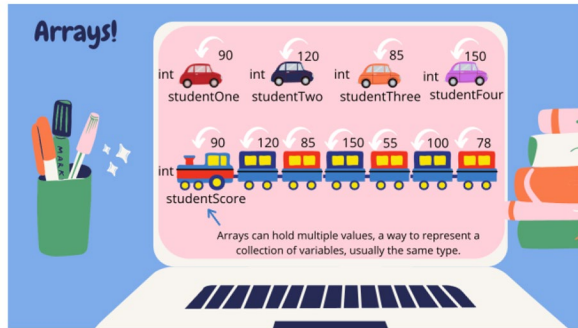 Arrays!
90 120 85 150
int int int int
studentOne studentTwo studentThree studentFour
90 120 85 150 55 100 78
int
studentScore
Arrays can hold multiple values, a way to represent a
collection of variables, usually the same type.
MARK